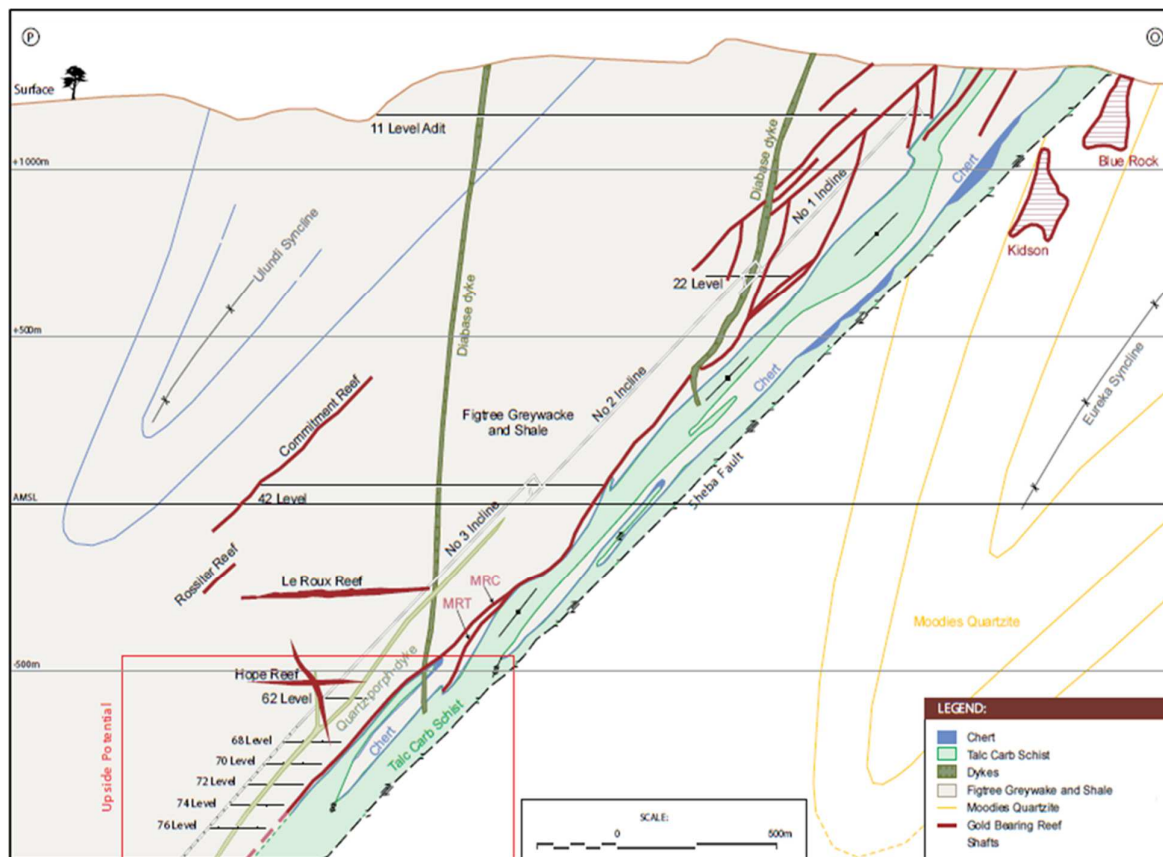 P
O
Surface
11 Level Adit
+1000m
Ulundi Syncline
Diabase dyke
Diabase dyke
No 1 Incline
Chert
Blue Rock
Kidson
22 Level
+500m
Commitment Reef
Figtree Greywacke
and Shale
No 2 Incline
Chert
Eureka Syncline
Sheba Fault
42 Level
AMSL
No 3 Incline
Rossiter Reef
Le Roux Reef
MRC
MRT
Moodies Quartzite
-500m
Hope Reef
62 Level
Quartz-porph-dyke
Upside Potential
68 Level
Chert
Talc Carb Schist
70 Level
72 Level
74 Level
76 Level
SCALE:
0
500m
LEGEND:
Chert
Talc Carb Schist
Dykes
Figtree Greywake and Shale
Moodies Quartzite
Gold Bearing Reef
Shafts